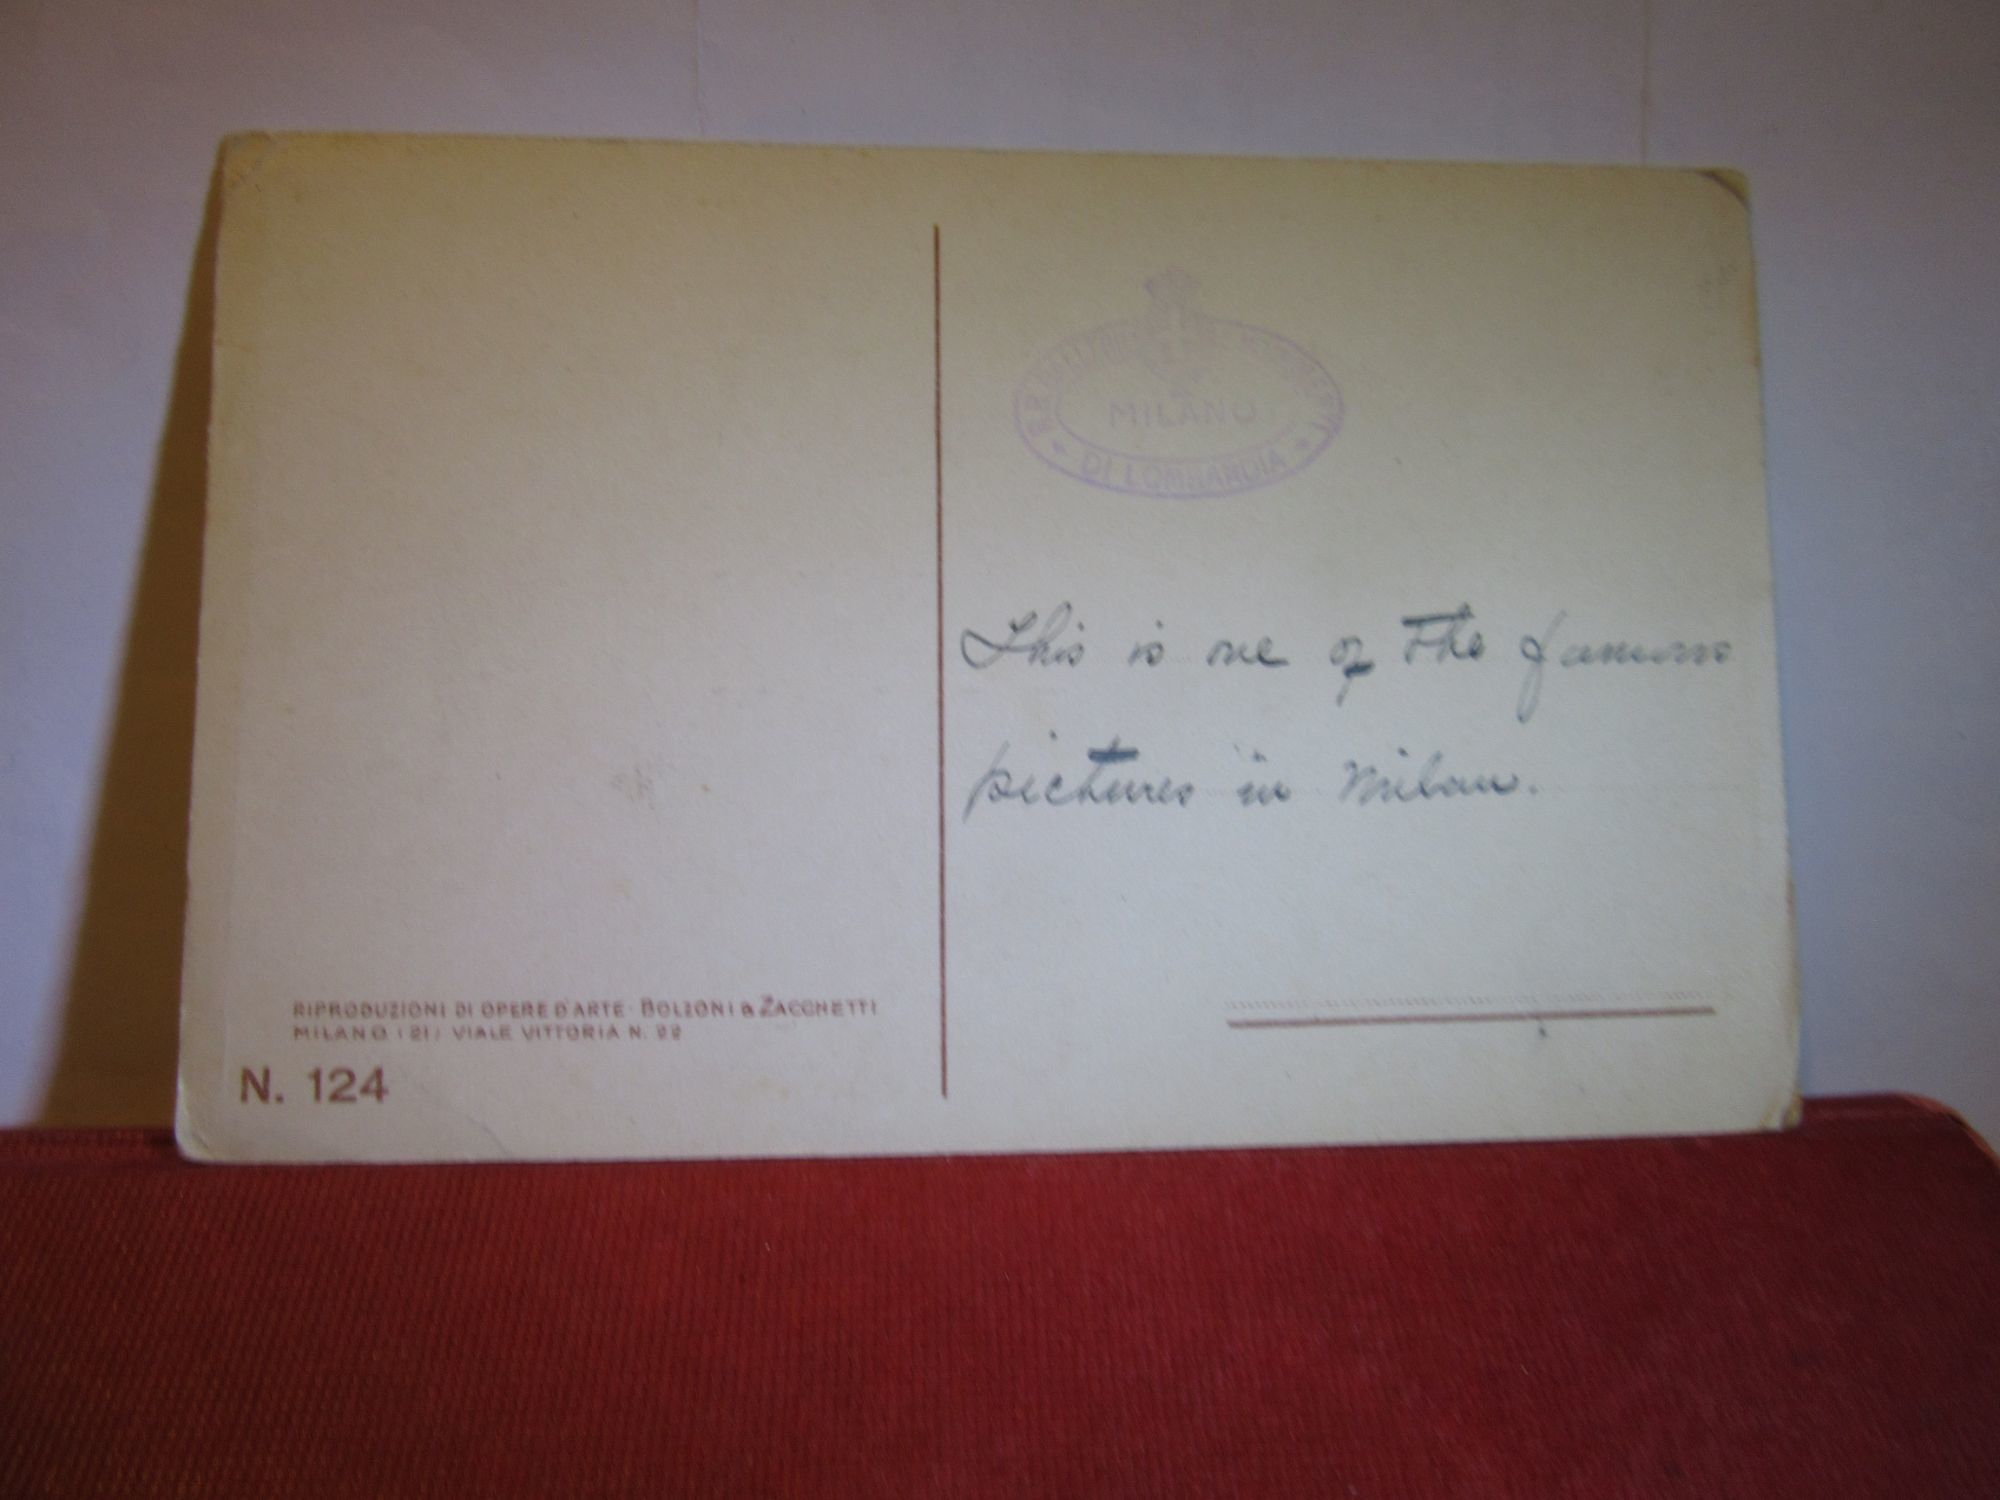 MILANO
DI LOMBARDIA
This is one of the famous
pictures in Milan.
RIPRODUZIONI DI OPERE D'ARTE · BOLZONI & ZACCHETTI
MILANO (21) VIALE VITTORIA N. 22
N. 124